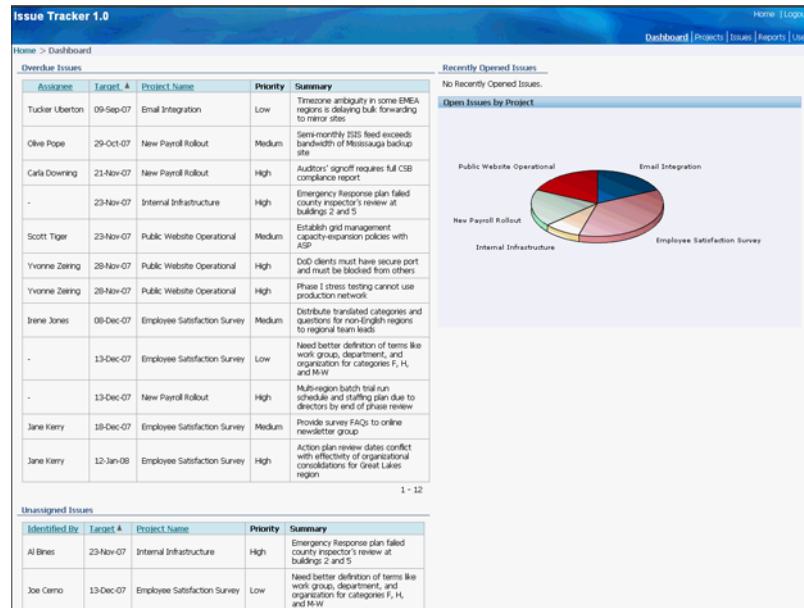 Issue Tracker 1.0
Home | Logou
Dashboard | Projects | Issues | Reports | Use
Home > Dashboard
Overdue Issues
Assignee Target Project Name Priority Summary
Tucker Uberton 09-Sep-07 Email Integration Low Timezone ambiguity in some EMEA
regions is delaying bulk forwarding
to mirror sites
Olive Pope 29-Oct-07 New Payroll Rollout Medium Semi-monthly ISIS feed exceeds
bandwidth of Mississauga backup
site
Carla Downing 21-Nov-07 New Payroll Rollout High Auditors' signoff requires full CSB
compliance report
- 23-Nov-07 Internal Infrastructure High Emergency Response plan failed
county inspector's review at
buildings 2 and 5
Scott Tiger 23-Nov-07 Public Website Operational Medium Establish grid management
capacity-expansion policies with
ASP
Yvonne Zeiring 28-Nov-07 Public Website Operational High DoD clients must have secure port
and must be blocked from others
Yvonne Zeiring 28-Nov-07 Public Website Operational High Phase I stress testing cannot use
production network
Irene Jones 08-Dec-07 Employee Satisfaction Survey Medium Distribute translated categories and
questions for non-English regions
to regional team leads
- 13-Dec-07 Employee Satisfaction Survey Low Need better definition of terms like
work group, department, and
organization for categories F, H,
and M-W
- 13-Dec-07 New Payroll Rollout High Multi-region batch trial run
schedule and staffing plan due to
directors by end of phase review
Jane Kerry 18-Dec-07 Employee Satisfaction Survey Medium Provide survey FAQs to online
newsletter group
Jane Kerry 12-Jan-08 Employee Satisfaction Survey High Action plan review dates conflict
with effectivity of organizational
consolidations for Great Lakes
region
1 - 12
Unassigned Issues
Identified By Target Project Name Priority Summary
Al Bines 23-Nov-07 Internal Infrastructure High Emergency Response plan failed
county inspector's review at
buildings 2 and 5
Joe Cerno 13-Dec-07 Employee Satisfaction Survey Low Need better definition of terms like
work group, department, and
organization for categories F, H,
and M-W
Recently Opened Issues
No Recently Opened Issues.
Open Issues by Project
Public Website Operational
Email Integration
New Payroll Rollout
Employee Satisfaction Survey
Internal Infrastructure